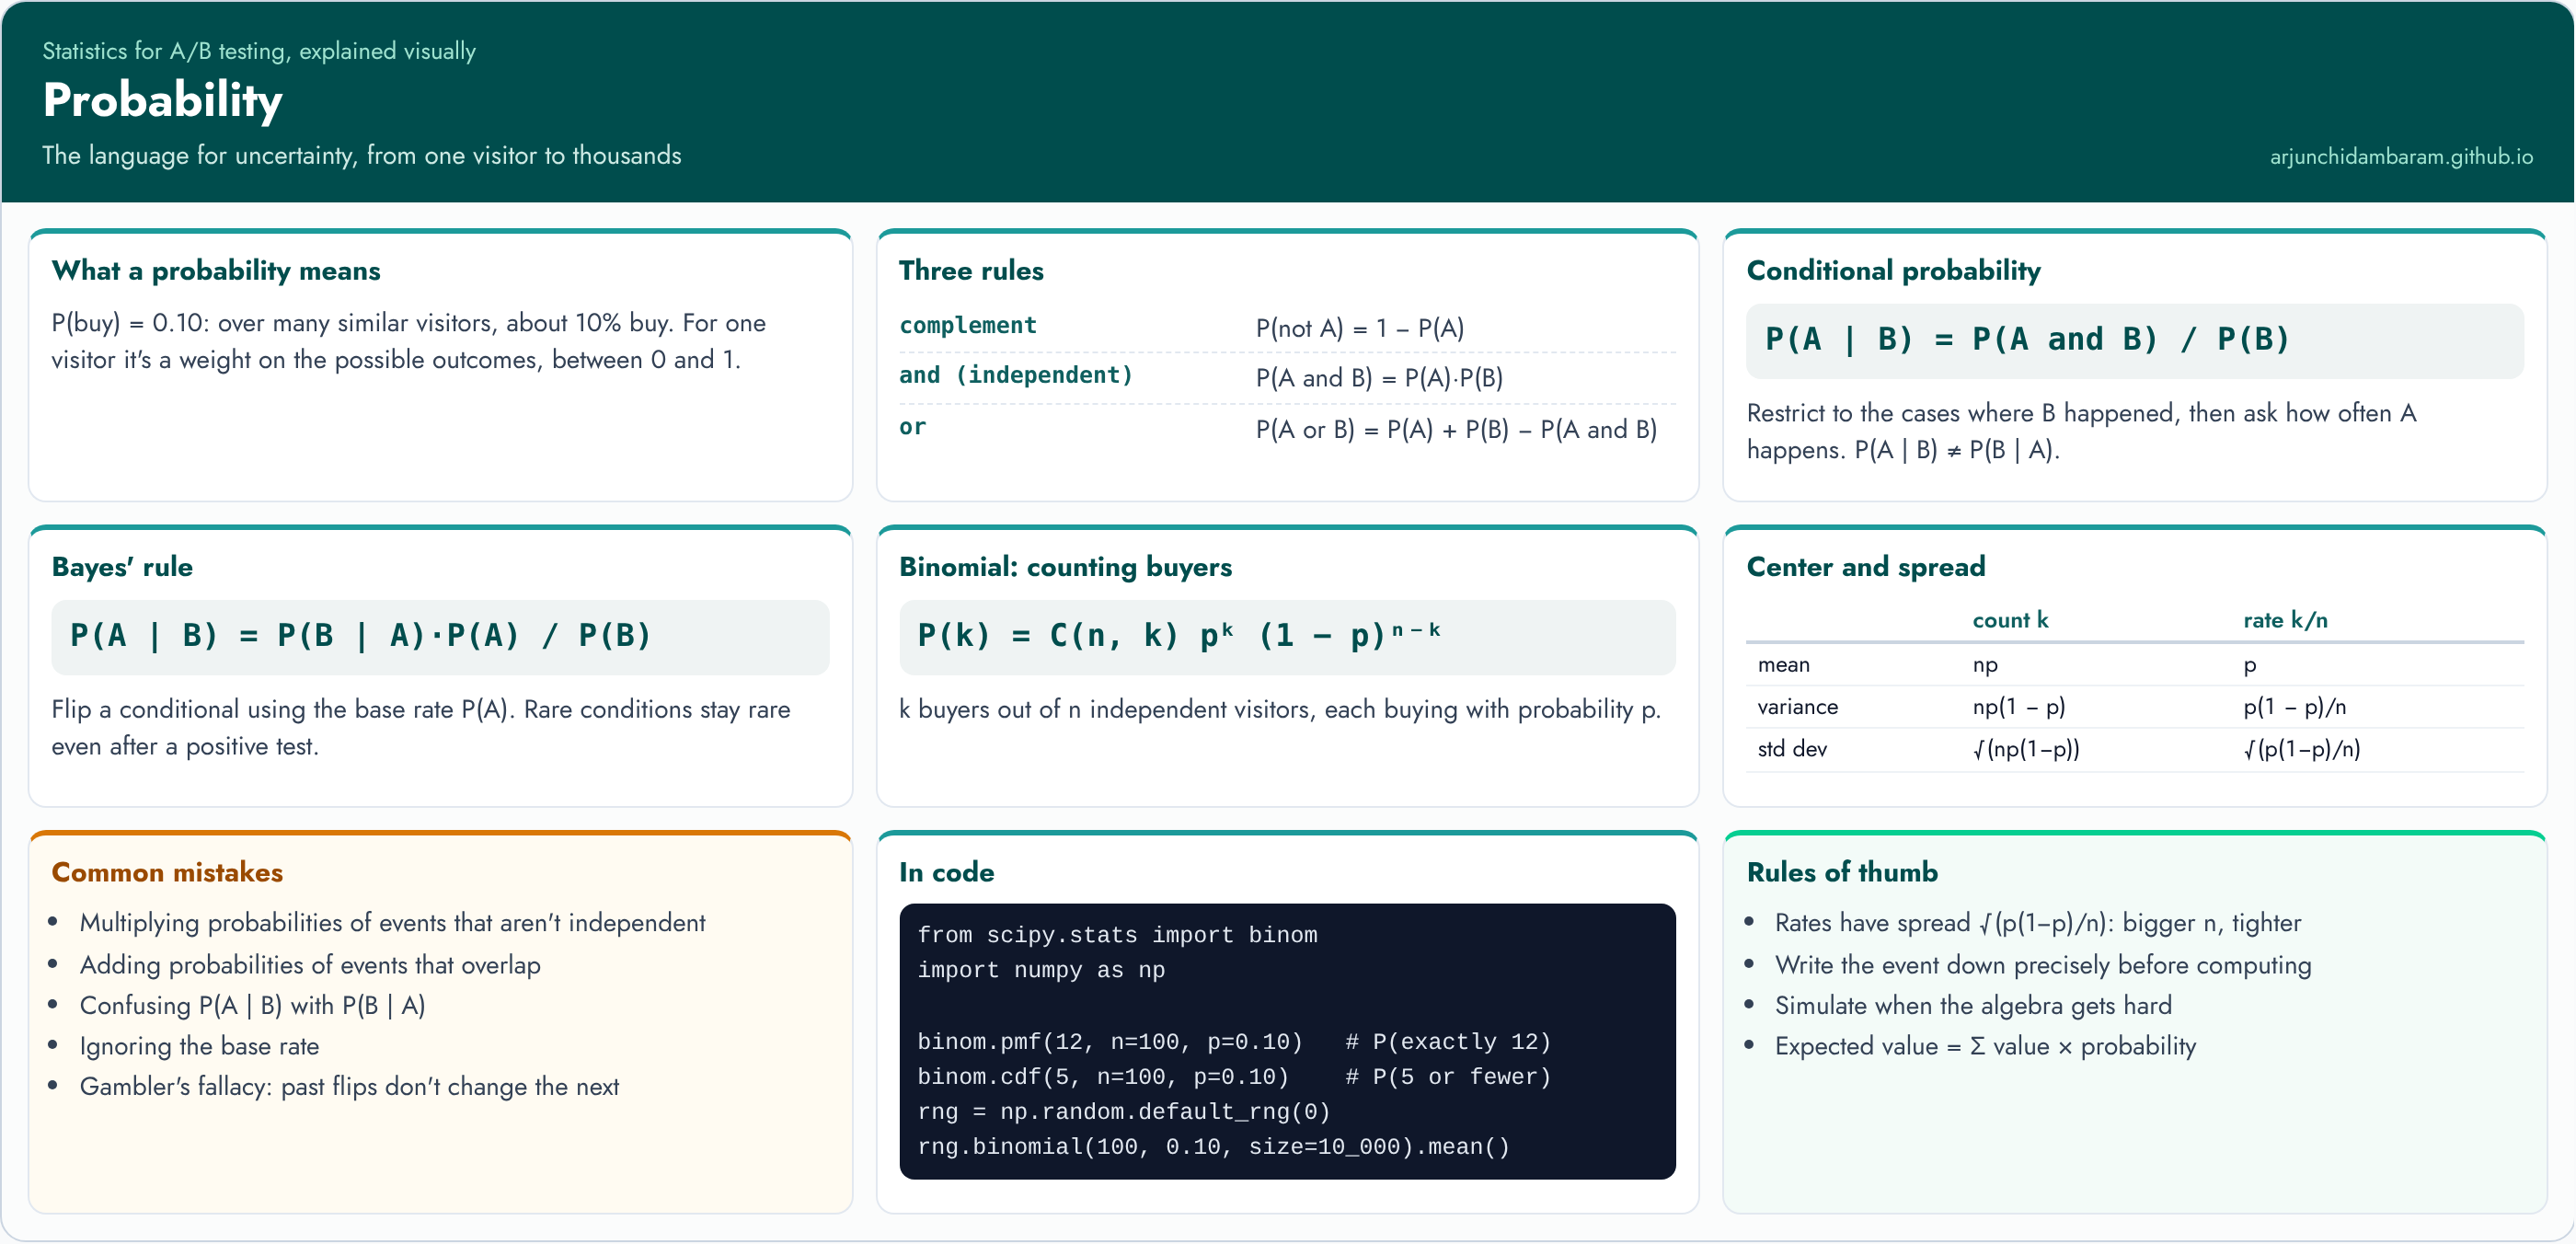 Statistics for A/B testing, explained visually
Probability
The language for uncertainty, from one visitor to thousands
arjunchidambaram.github.io
What a probability means
P(buy) = 0.10: over many similar visitors, about 10% buy. For one
visitor it's a weight on the possible outcomes, between 0 and 1.
Three rules
complement P(not A) = 1 − P(A)
and (independent) P(A and B) = P(A)·P(B)
or P(A or B) = P(A) + P(B) − P(A and B)
Conditional probability
P(A | B) = P(A and B) / P(B)
Restrict to the cases where B happened, then ask how often A
happens. P(A | B) ≠ P(B | A).
Bayes' rule
P(A | B) = P(B | A)·P(A) / P(B)
Flip a conditional using the base rate P(A). Rare conditions stay rare
even after a positive test.
Binomial: counting buyers
P(k) = C(n, k) pᵏ (1 − p)ⁿ⁻ᵏ
k buyers out of n independent visitors, each buying with probability p.
Center and spread
count k rate k/n
mean np p
variance np(1 − p) p(1 − p)/n
std dev √(np(1−p)) √(p(1−p)/n)
Common mistakes
• Multiplying probabilities of events that aren't independent
• Adding probabilities of events that overlap
• Confusing P(A | B) with P(B | A)
• Ignoring the base rate
• Gambler's fallacy: past flips don't change the next
In code
from scipy.stats import binom
import numpy as np
binom.pmf(12, n=100, p=0.10)   # P(exactly 12)
binom.cdf(5, n=100, p=0.10)    # P(5 or fewer)
rng = np.random.default_rng(0)
rng.binomial(100, 0.10, size=10_000).mean()
Rules of thumb
• Rates have spread √(p(1−p)/n): bigger n, tighter
• Write the event down precisely before computing
• Simulate when the algebra gets hard
• Expected value = Σ value × probability